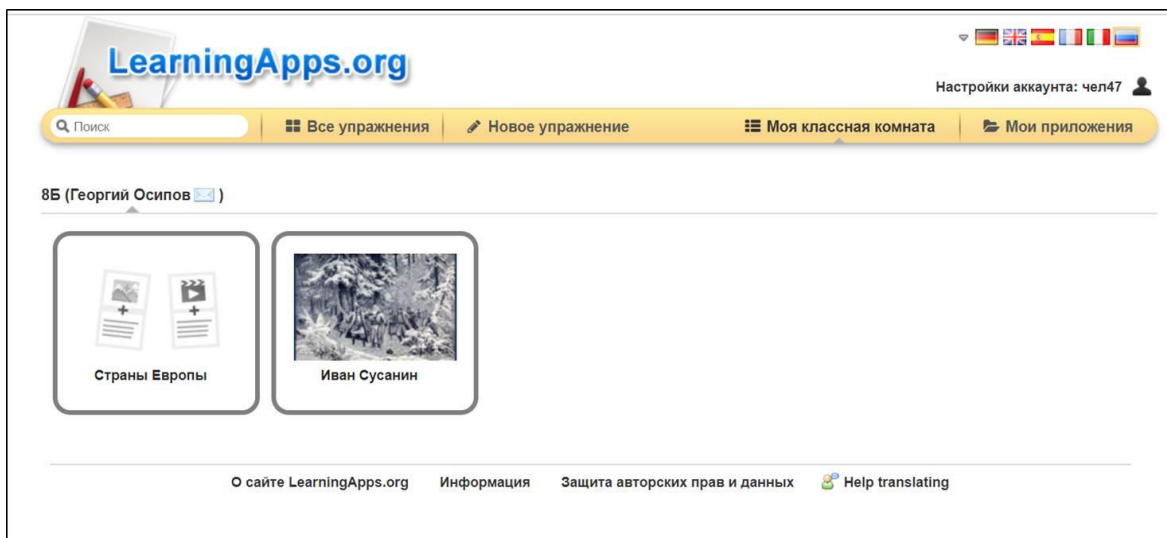 LearningApps.org
Настройки аккаунта: чел47
Поиск
Все упражнения
Новое упражнение
Моя классная комната
Мои приложения
8Б (Георгий Осипов )
Страны Европы
Иван Сусанин
О сайте LearningApps.org
Информация
Защита авторских прав и данных
Help translating